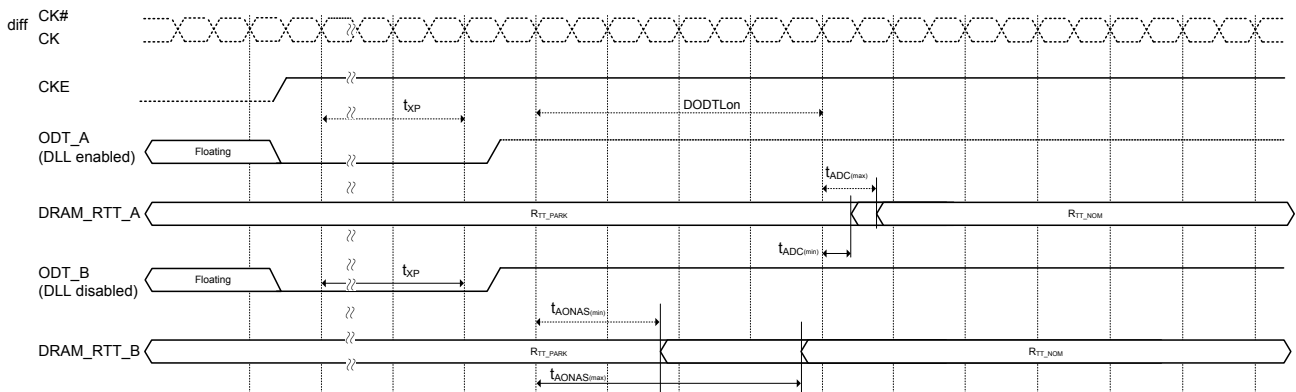 diff CK#
CK
CKE
tXP
DODTLon
ODT_A
(DLL enabled)
Floating
tADC(max)
DRAM_RTT_A
RTT_PARK
RTT_NOM
tADC(min)
ODT_B
(DLL disabled)
Floating
tXP
tAONAS(min)
DRAM_RTT_B
RTT_PARK
RTT_NOM
tAONAS(max)